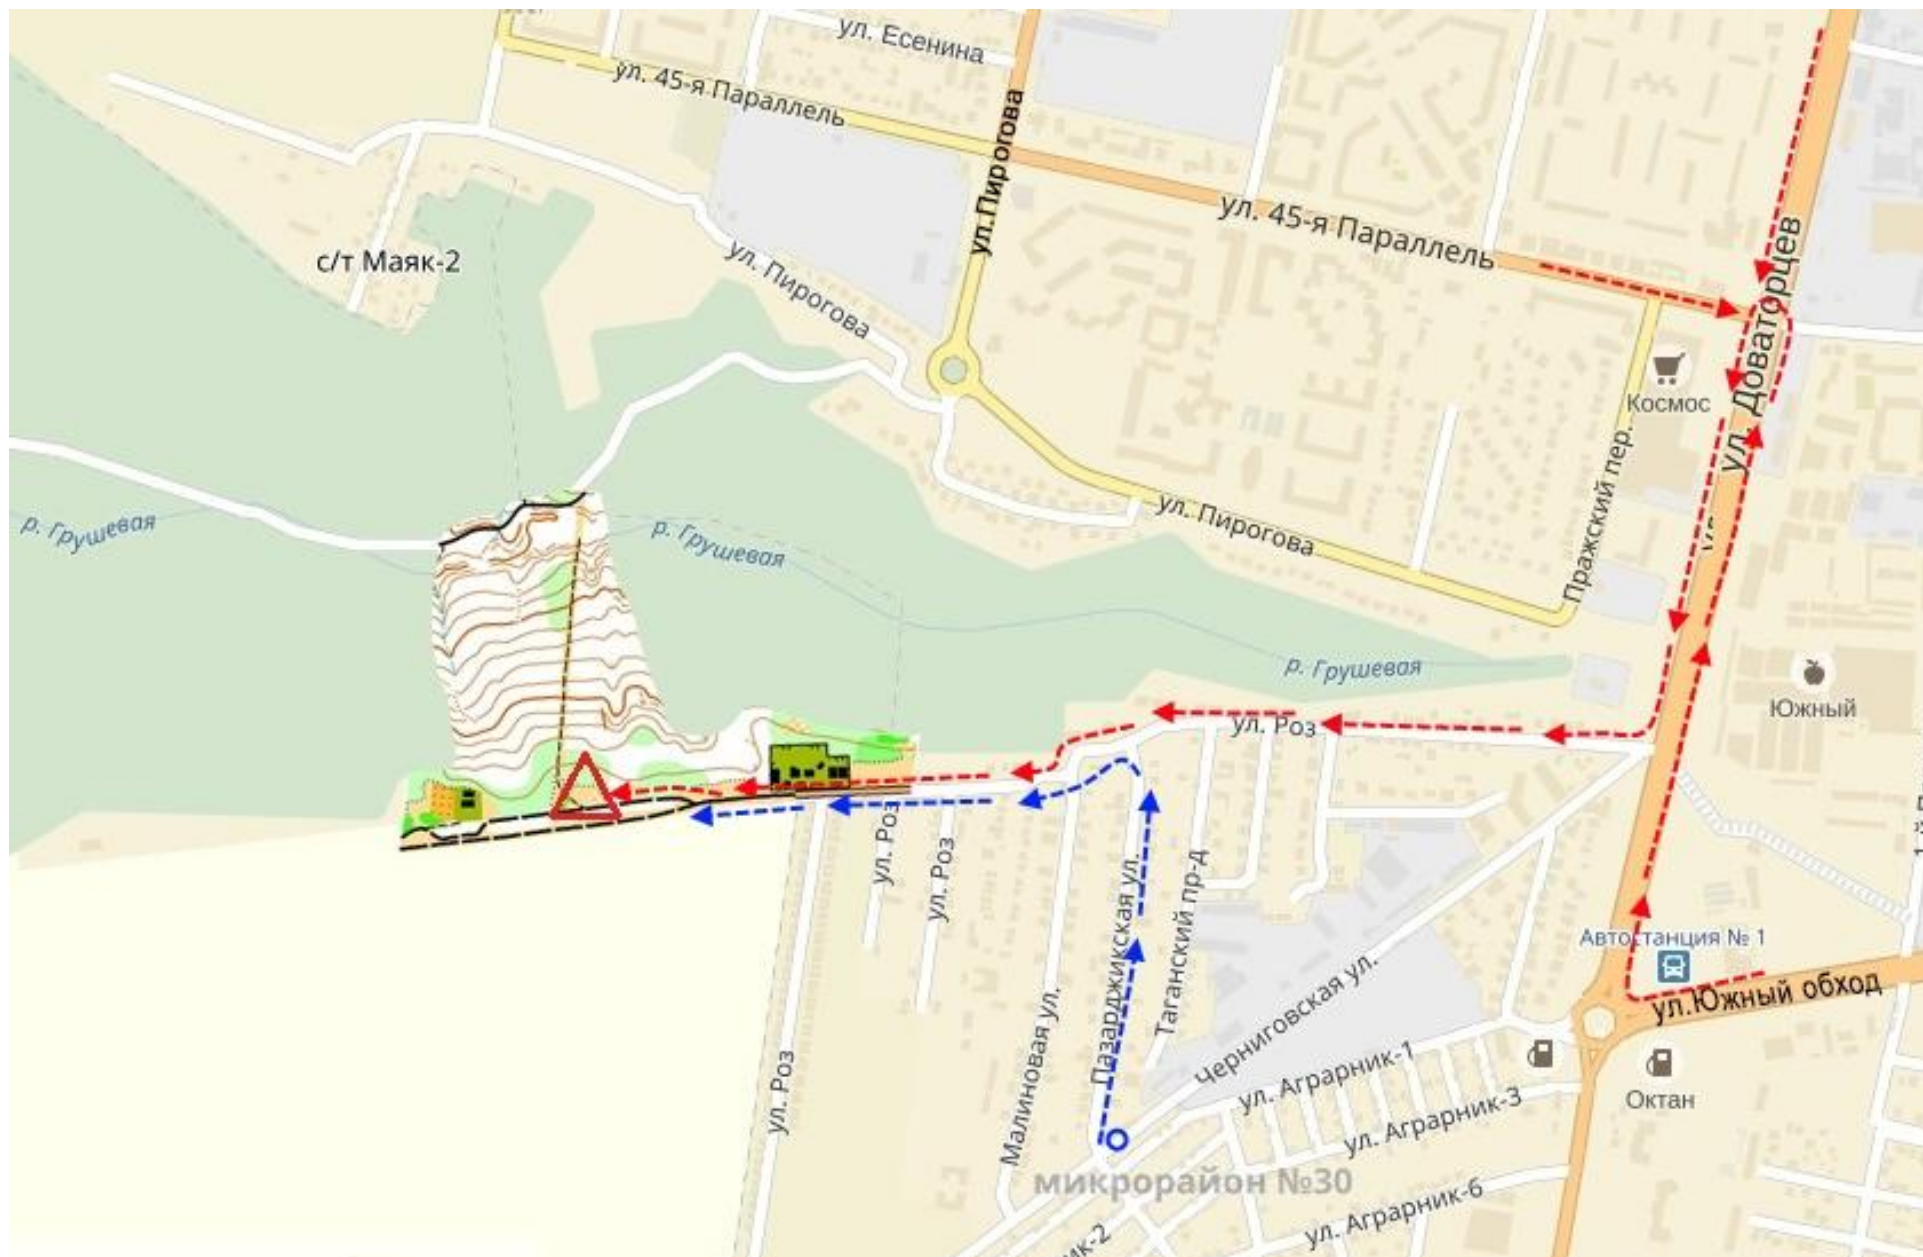 ул. Есенина
ул. 45-я Параллель
ул.Пирогова
ул. 45-я Параллель
с/т Маяк-2
ул. Пирогова
ул. Доваторцев
Космос
р. Грушевая
р. Грушевая
ул. Пирогова
Пражский пер.
р. Грушевая
Южный
ул. Роз
ул. Роз
ул. Роз
Пазарджикская ул.
Таганский пр-д
Автостанция № 1
ул.Южный обход
Черниговская ул.
Малиновая ул.
ул. Роз
ул. Аграрник-1
ул. Аграрник-3
Октан
микрорайон №30
ул. Аграрник-6
ик-2